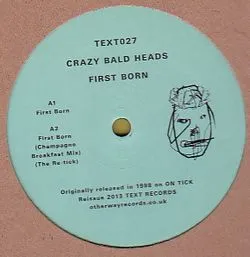 TEXT027
CRAZY BALD HEADS
FIRST BORN
A1
First Born
A2
First Born
(Champagne
Breakfast Mix)
(The Re-tick)
Originally released in 1998 on ON TICK
Reissue 2013 TEXT RECORDS
otherwayrecords.co.uk